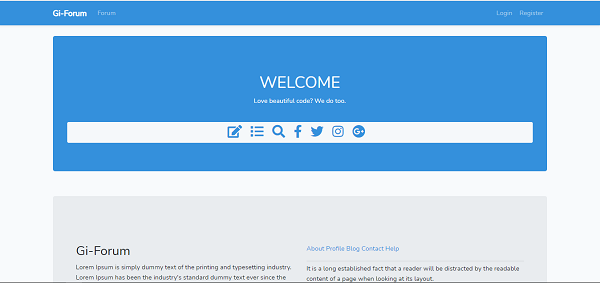 Gi-Forum Forum Login Register
WELCOME
Love beautiful code? We do too.
Gi-Forum
Lorem Ipsum is simply dummy text of the printing and typesetting industry.
Lorem Ipsum has been the industry's standard dummy text ever since the
About Profile Blog Contact Help
It is a long established fact that a reader will be distracted by the readable
content of a page when looking at its layout.